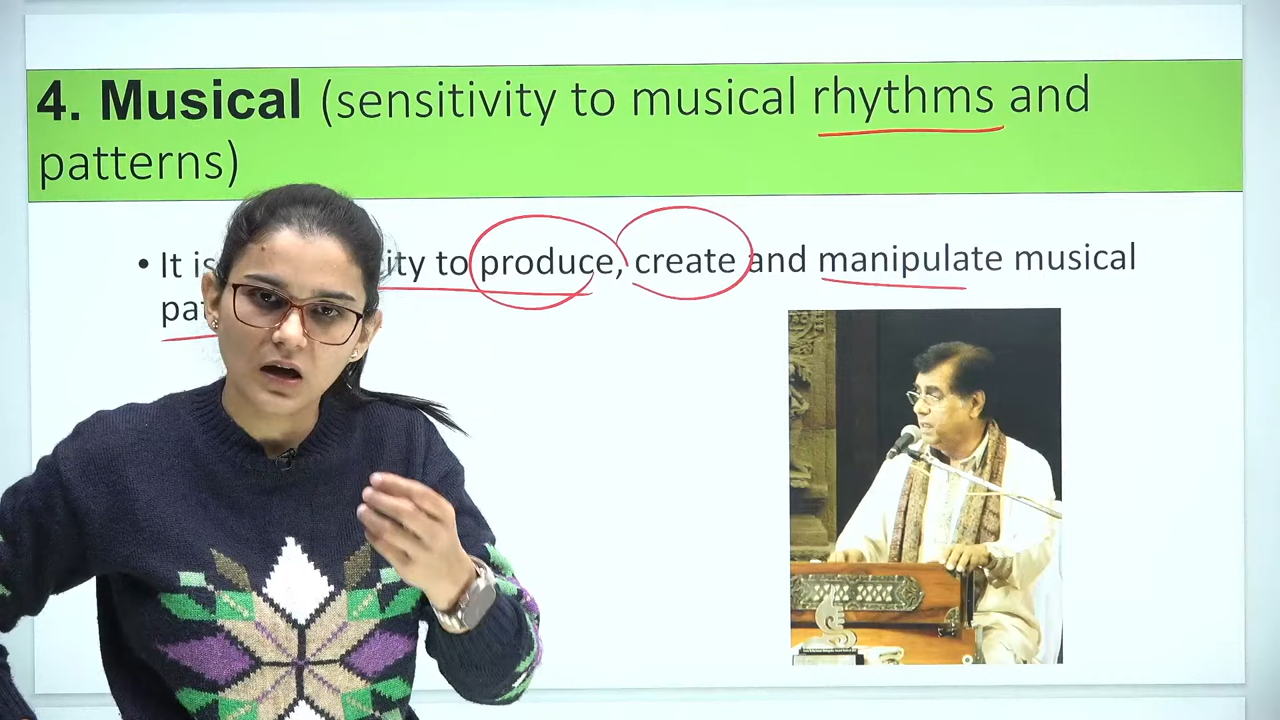 4. Musical (sensitivity to musical rhythms and
patterns)
• It is ity to produce, create and manipulate musical
pa